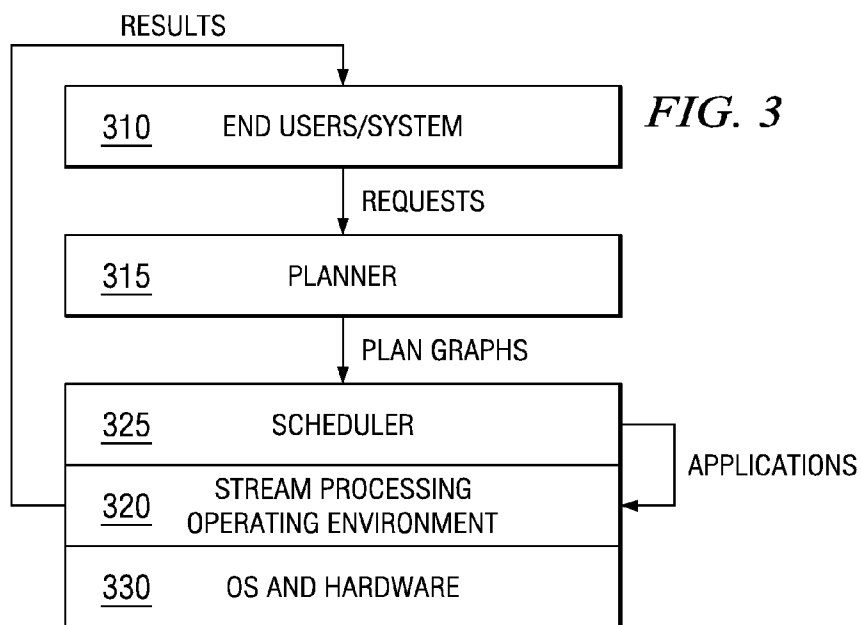 RESULTS
310 END USERS/SYSTEM
FIG. 3
REQUESTS
315 PLANNER
PLAN GRAPHS
325 SCHEDULER
APPLICATIONS
320 STREAM PROCESSING
OPERATING ENVIRONMENT
330 OS AND HARDWARE